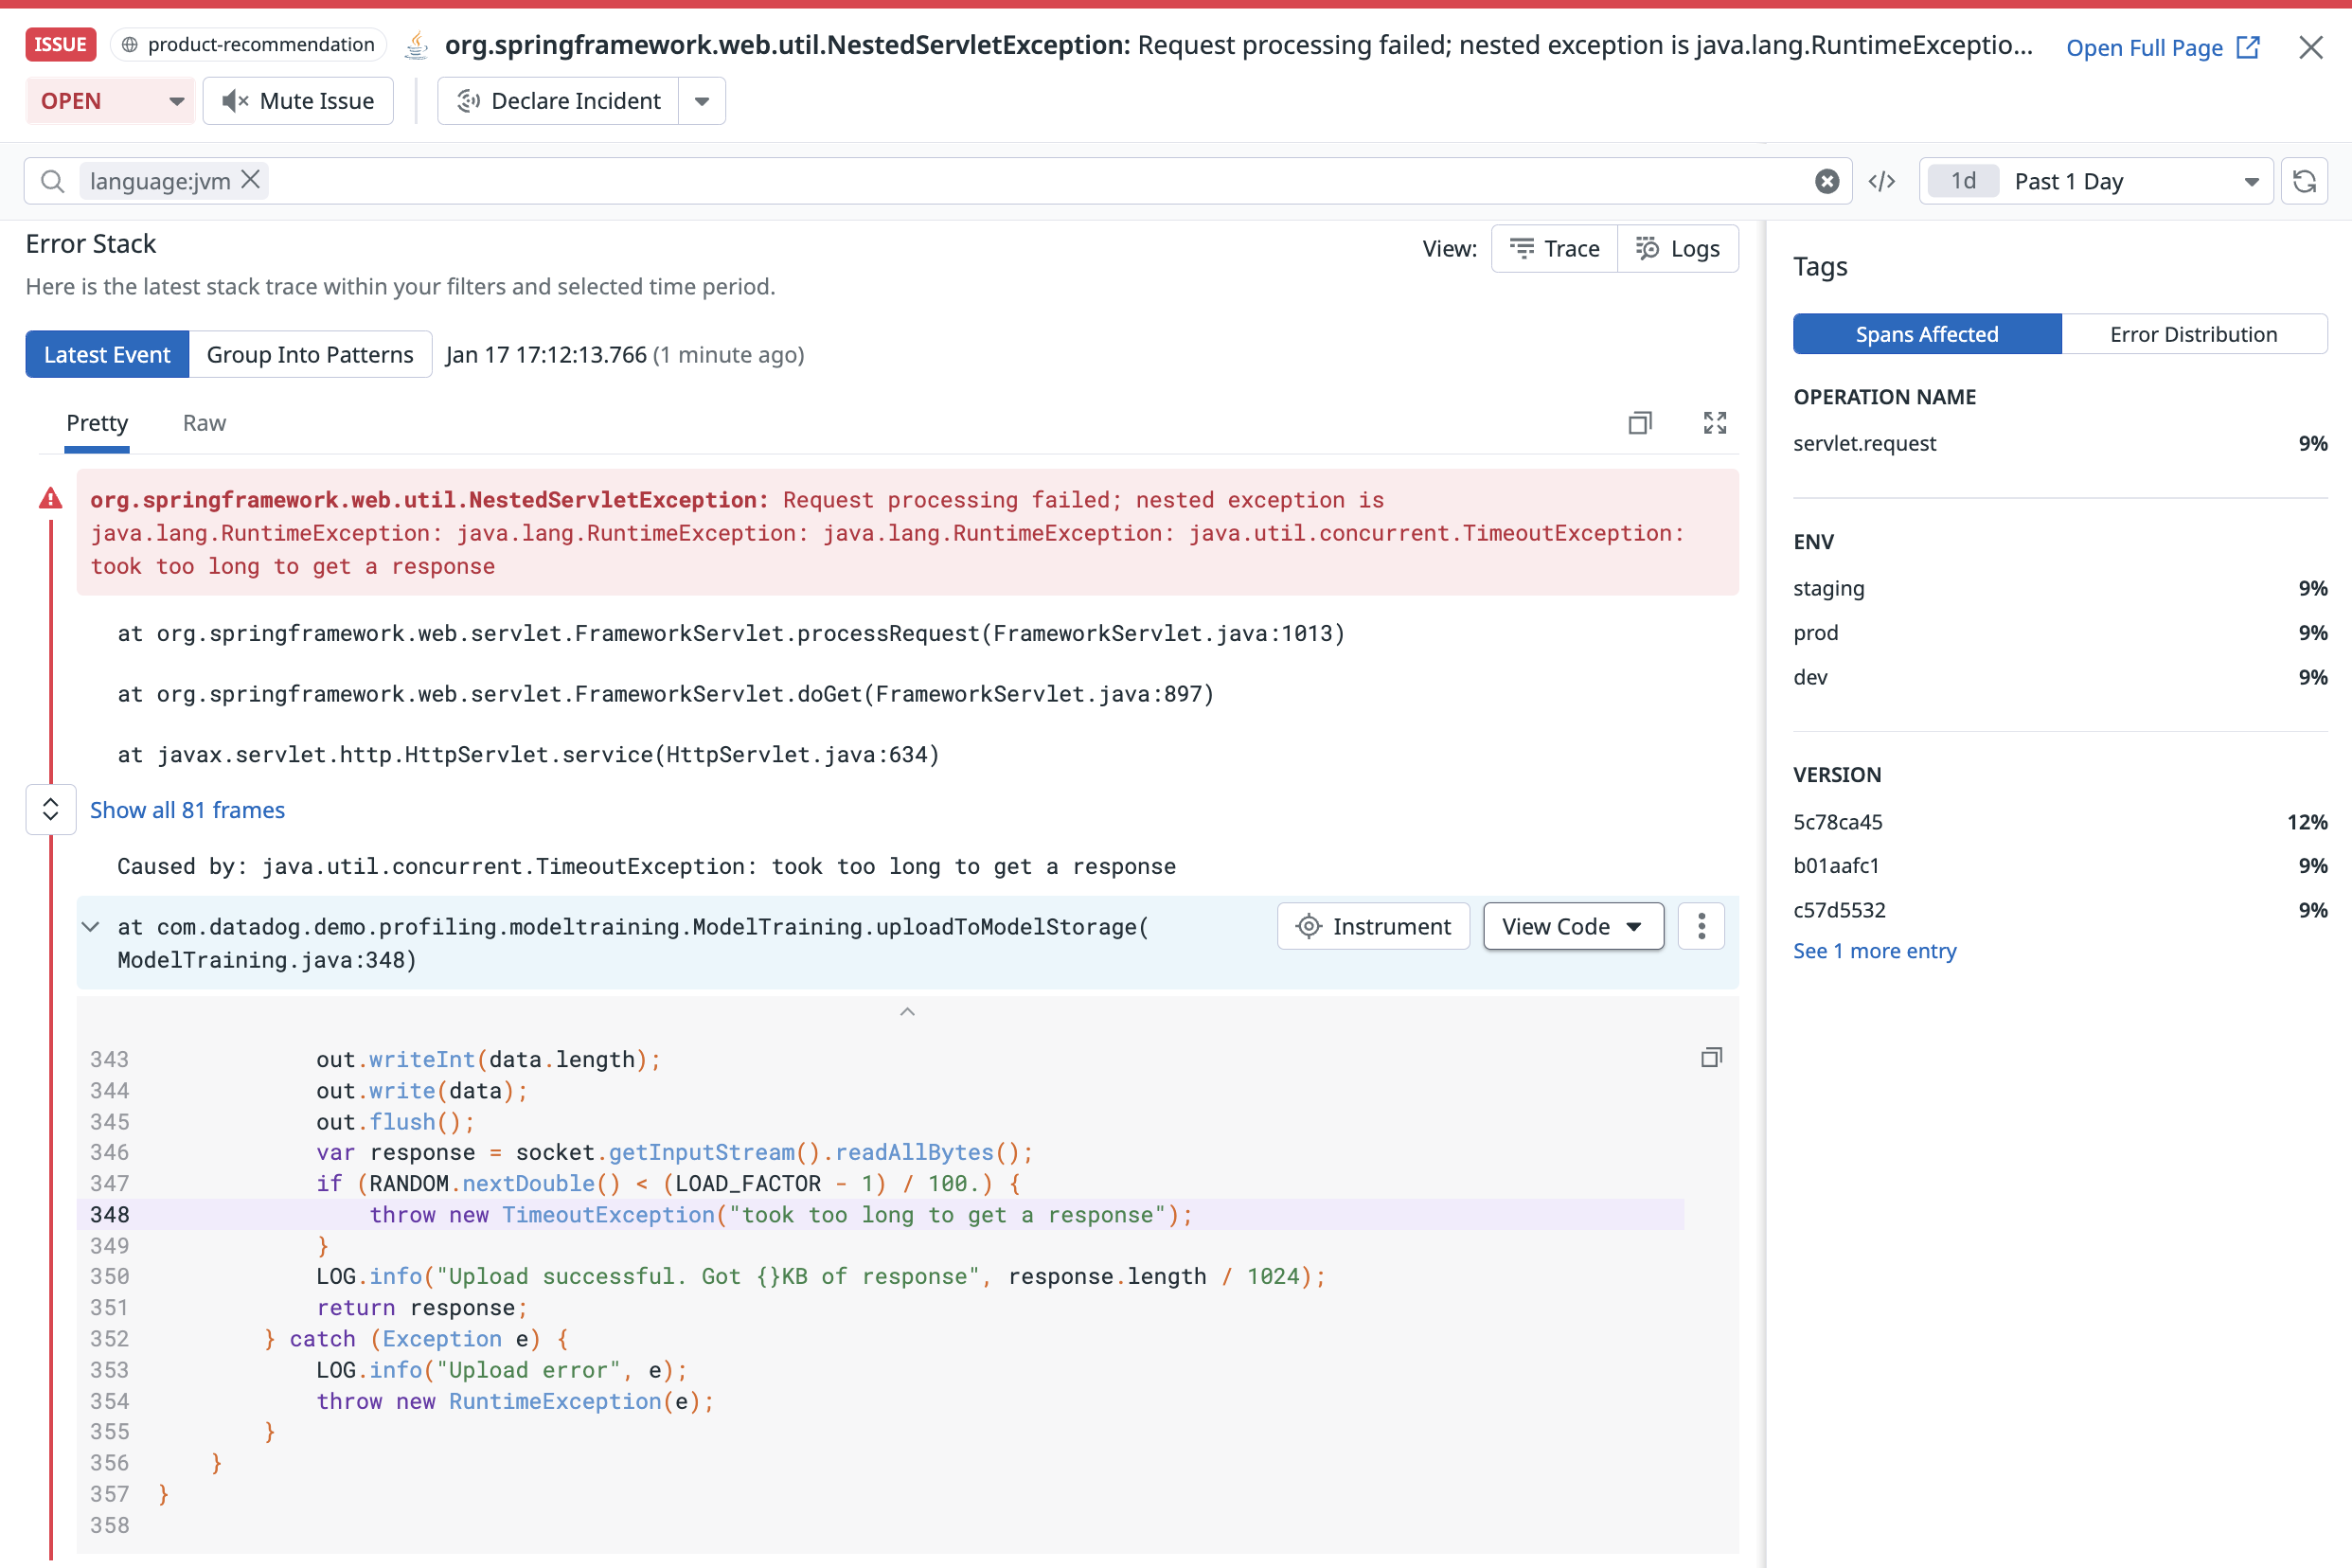 ISSUE product-recommendation org.springframework.web.util.NestedServletException: Request processing failed; nested exception is java.lang.RuntimeExceptio... Open Full Page
OPEN Mute Issue Declare Incident
language:jvm </> 1d Past 1 Day
Error Stack
View: Trace Logs
Here is the latest stack trace within your filters and selected time period.
Latest Event Group Into Patterns Jan 17 17:12:13.766 (1 minute ago)
Pretty Raw
org.springframework.web.util.NestedServletException: Request processing failed; nested exception is
java.lang.RuntimeException: java.lang.RuntimeException: java.lang.RuntimeException: java.util.concurrent.TimeoutException:
took too long to get a response
at org.springframework.web.servlet.FrameworkServlet.processRequest(FrameworkServlet.java:1013)
at org.springframework.web.servlet.FrameworkServlet.doGet(FrameworkServlet.java:897)
at javax.servlet.http.HttpServlet.service(HttpServlet.java:634)
Show all 81 frames
Caused by: java.util.concurrent.TimeoutException: took too long to get a response
at com.datadog.demo.profiling.modeltraining.ModelTraining.uploadToModelStorage(
ModelTraining.java:348)
Instrument View Code
343 out.writeInt(data.length);
344 out.write(data);
345 out.flush();
346 var response = socket.getInputStream().readAllBytes();
347 if (RANDOM.nextDouble() < (LOAD_FACTOR - 1) / 100.) {
348 throw new TimeoutException("took too long to get a response");
349 }
350 LOG.info("Upload successful. Got {}KB of response", response.length / 1024);
351 return response;
352 } catch (Exception e) {
353 LOG.info("Upload error", e);
354 throw new RuntimeException(e);
355 }
356 }
357 }
358
Tags
Spans Affected Error Distribution
OPERATION NAME
servlet.request 9%
ENV
staging 9%
prod 9%
dev 9%
VERSION
5c78ca45 12%
b01aafc1 9%
c57d5532 9%
See 1 more entry